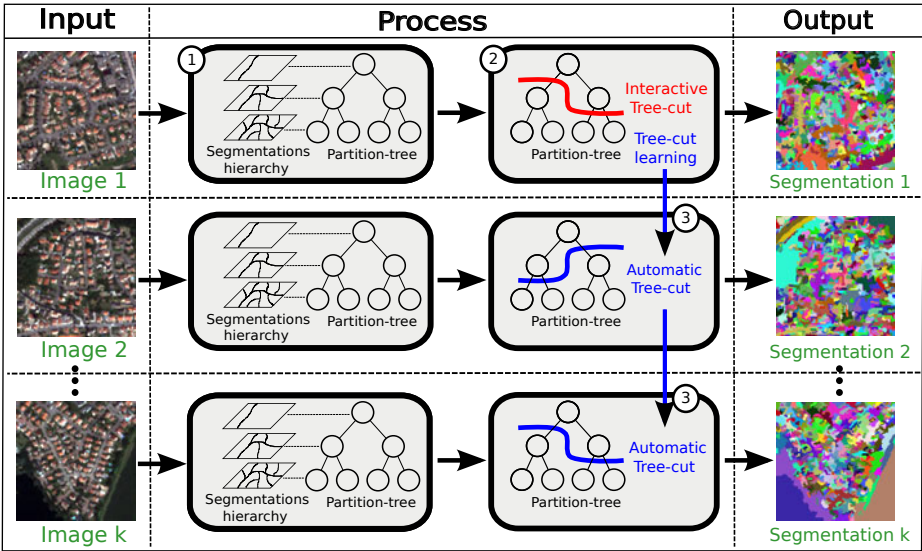 Input
Process
Output
1
Segmentations
hierarchy
Partition-tree
2
Interactive
Tree-cut
Tree-cut
learning
Partition-tree
Image 1
Segmentation 1
Segmentations
hierarchy
Partition-tree
3
Automatic
Tree-cut
Partition-tree
Image 2
Segmentation 2
Segmentations
hierarchy
Partition-tree
3
Automatic
Tree-cut
Partition-tree
Image k
Segmentation k